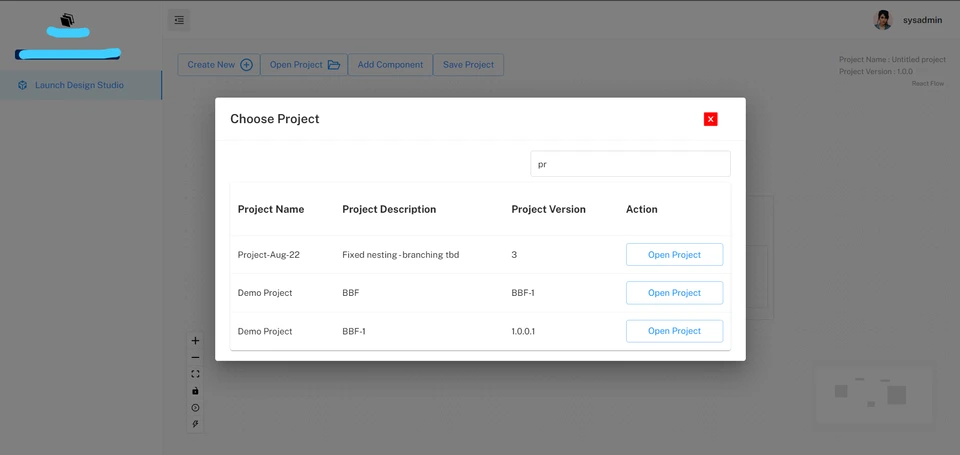 sysadmin
Create New
Open Project
Add Component
Save Project
Project Name : Untitled project
Project Version : 1.0.0
React Flow
Launch Design Studio
Choose Project
X
pr
Project Name Project Description Project Version Action
Project-Aug-22 Fixed nesting - branching tbd 3 Open Project
Demo Project BBF BBF-1 Open Project
Demo Project BBF-1 1.0.0.1 Open Project